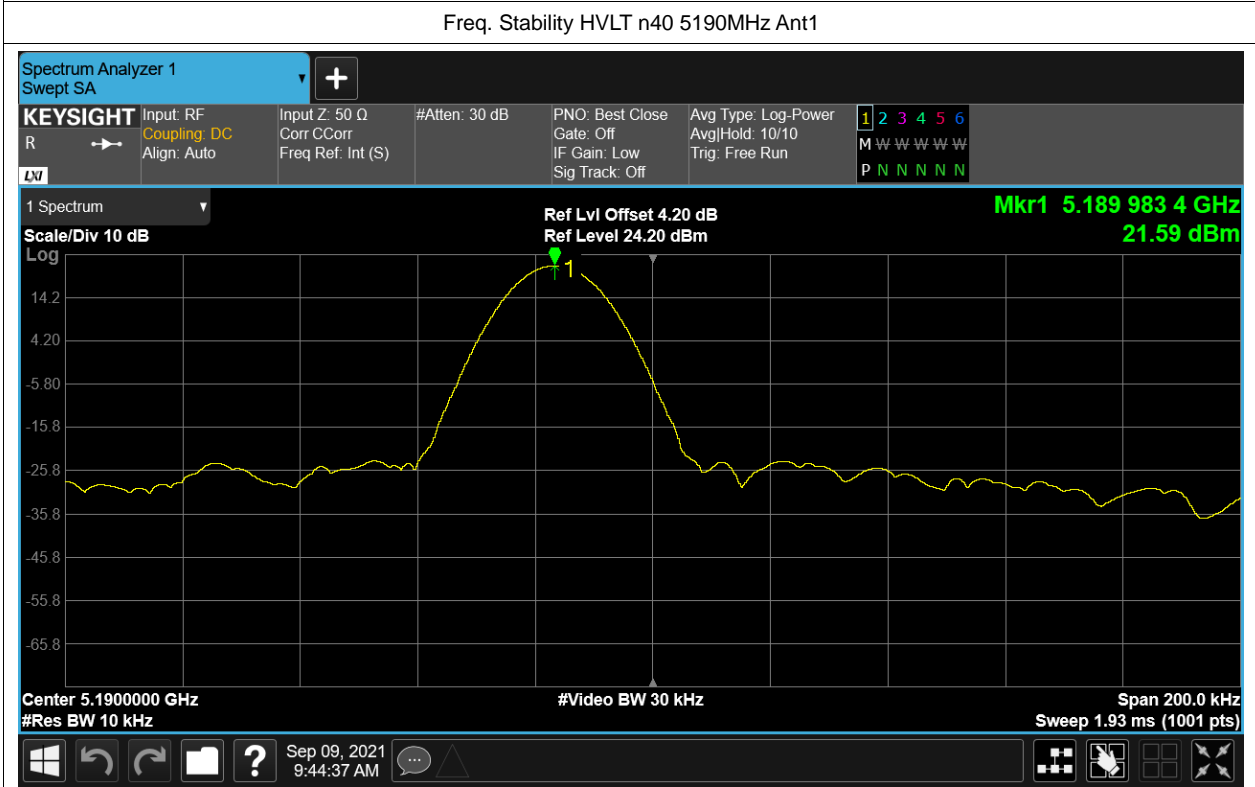 Freq. Stability HVLT n40 5190MHz Ant1
Spectrum Analyzer 1
Swept SA
KEYSIGHT
R
LXI
Input: RF
Coupling: DC
Align: Auto
Input Z: 50 Ω
Corr CCorr
Freq Ref: Int (S)
#Atten: 30 dB
PNO: Best Close
Gate: Off
IF Gain: Low
Sig Track: Off
Avg Type: Log-Power
Avg|Hold: 10/10
Trig: Free Run
1 2 3 4 5 6
M W W W W W W
P N N N N N N
1 Spectrum
Scale/Div 10 dB
Ref Lvl Offset 4.20 dB
Ref Level 24.20 dBm
Mkr1 5.189 983 4 GHz
21.59 dBm
Log
1
14.2
4.20
-5.80
-15.8
-25.8
-35.8
-45.8
-55.8
-65.8
Center 5.1900000 GHz
#Video BW 30 kHz
Span 200.0 kHz
#Res BW 10 kHz
Sweep 1.93 ms (1001 pts)
?
Sep 09, 2021
9:44:37 AM